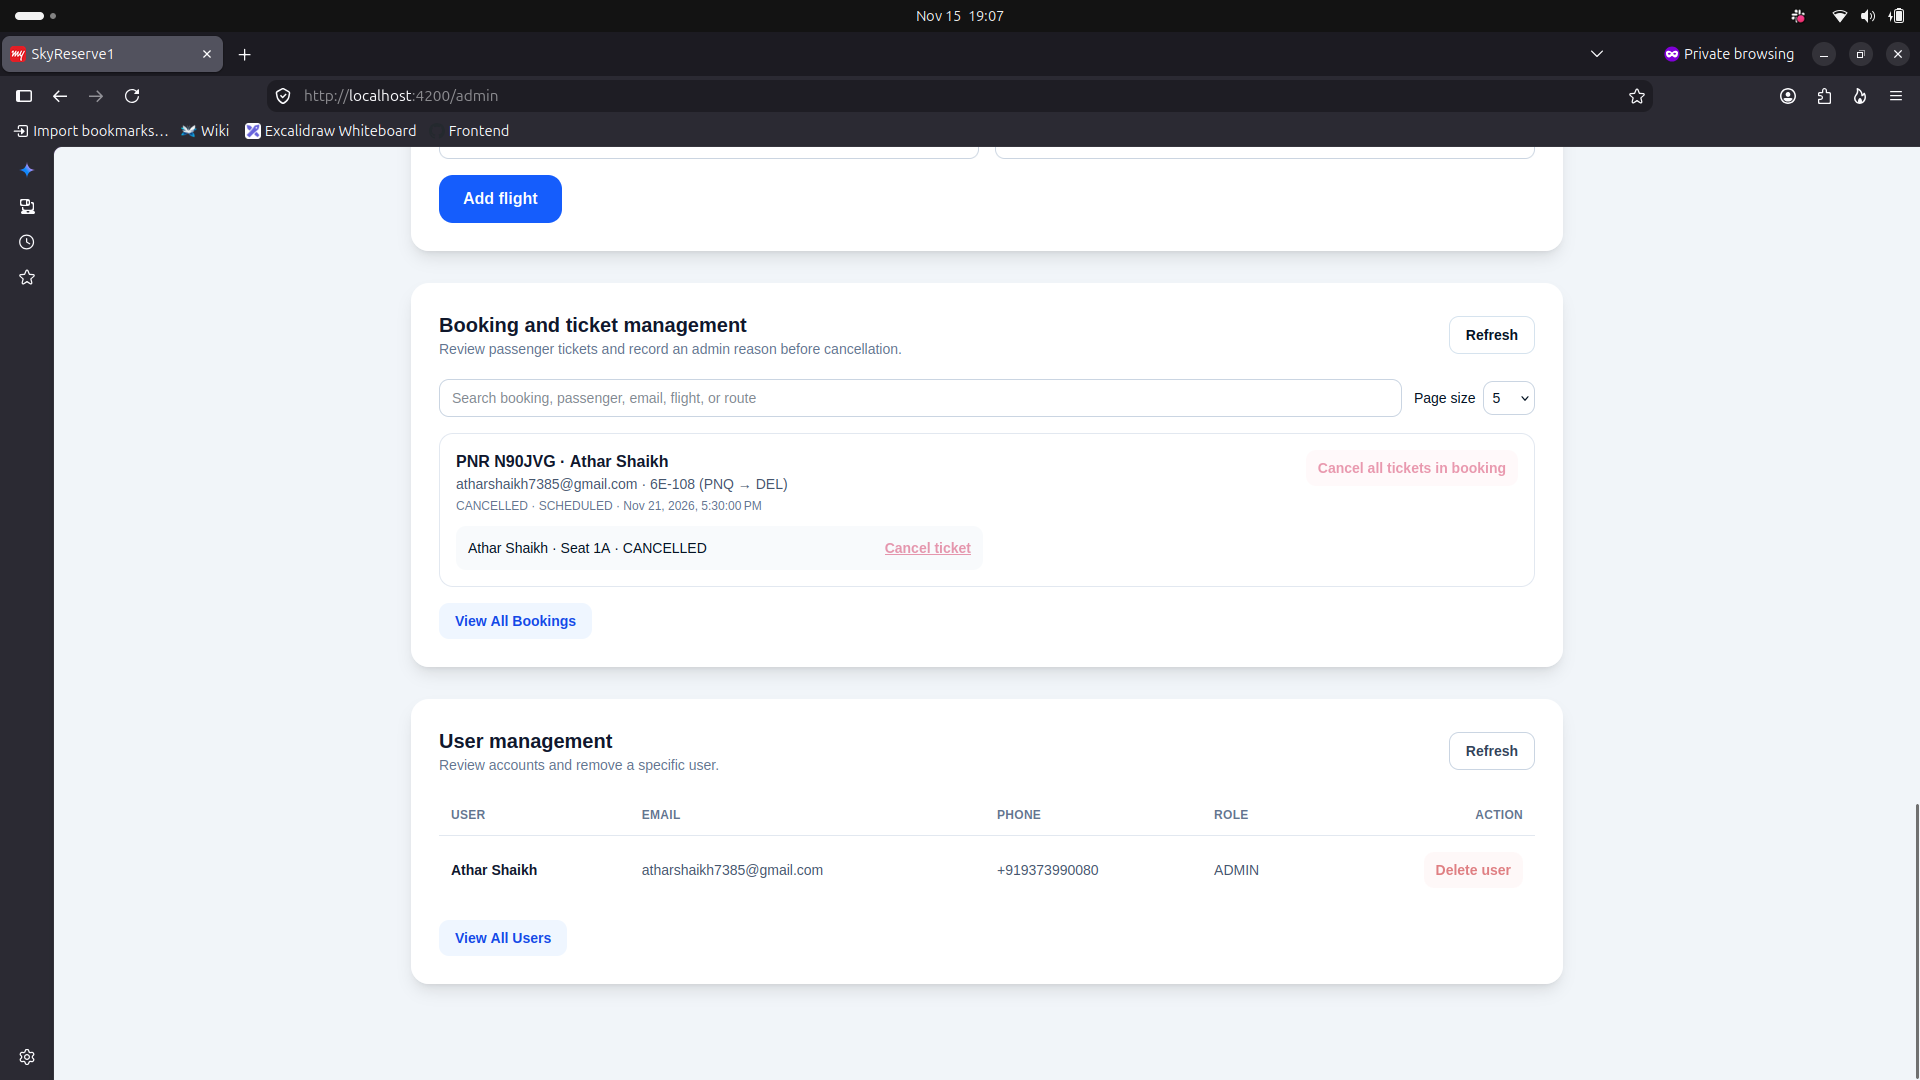 Nov 15 19:07
SkyReserve1
Private browsing
http://localhost:4200/admin
Import bookmarks… Wiki Excalidraw Whiteboard Frontend
Add flight
Booking and ticket management
Review passenger tickets and record an admin reason before cancellation.
Refresh
Search booking, passenger, email, flight, or route
Page size 5
PNR N90JVG · Athar Shaikh
Cancel all tickets in booking
atharshaikh7385@gmail.com · 6E-108 (PNQ → DEL)
CANCELLED · SCHEDULED · Nov 21, 2026, 5:30:00 PM
Athar Shaikh · Seat 1A · CANCELLED
Cancel ticket
View All Bookings
User management
Review accounts and remove a specific user.
Refresh
USER EMAIL PHONE ROLE ACTION
Athar Shaikh atharshaikh7385@gmail.com +919373990080 ADMIN Delete user
View All Users